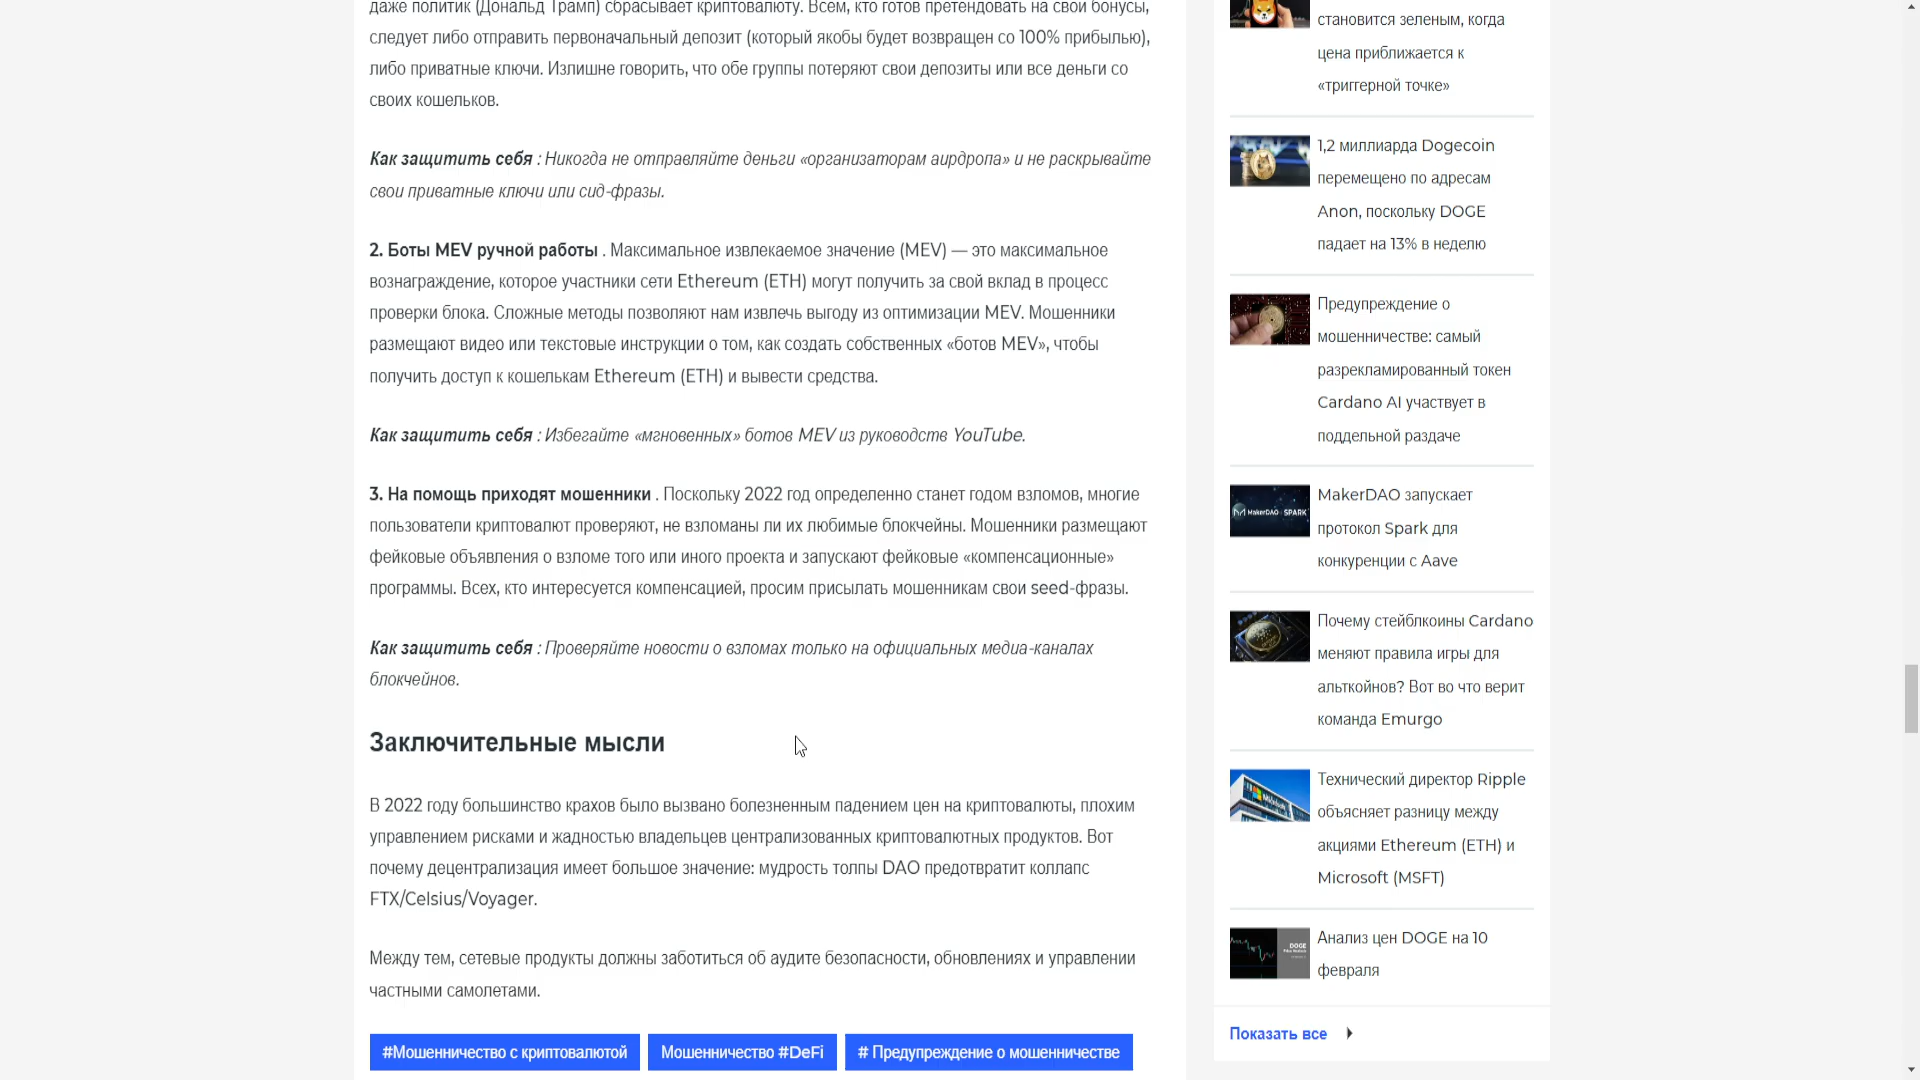 даже политик (Дональд Трамп) сбрасывает криптовалюту. Всем, кто готов претендовать на свои бонусы,
следует либо отправить первоначальный депозит (который якобы будет возвращен со 100% прибылью),
либо приватные ключи. Излишне говорить, что обе группы потеряют свои депозиты или все деньги со
своих кошельков.
Как защитить себя : Никогда не отправляйте деньги «организаторам аирдропа» и не раскрывайте
свои приватные ключи или сид-фразы.
2. Боты MEV ручной работы . Максимальное извлекаемое значение (MEV) — это максимальное
вознаграждение, которое участники сети Ethereum (ETH) могут получить за свой вклад в процесс
проверки блока. Сложные методы позволяют нам извлечь выгоду из оптимизации MEV. Мошенники
размещают видео или текстовые инструкции о том, как создать собственных «ботов MEV», чтобы
получить доступ к кошелькам Ethereum (ETH) и вывести средства.
Как защитить себя : Избегайте «мгновенных» ботов MEV из руководств YouTube.
3. На помощь приходят мошенники . Поскольку 2022 год определенно станет годом взломов, многие
пользователи криптовалют проверяют, не взломаны ли их любимые блокчейны. Мошенники размещают
фейковые объявления о взломе того или иного проекта и запускают фейковые «компенсационные»
программы. Всех, кто интересуется компенсацией, просим присылать мошенникам свои seed-фразы.
Как защитить себя : Проверяйте новости о взломах только на официальных медиа-каналах
блокчейнов.
Заключительные мысли
В 2022 году большинство крахов было вызвано болезненным падением цен на криптовалюты, плохим
управлением рисками и жадностью владельцев централизованных криптовалютных продуктов. Вот
почему децентрализация имеет большое значение: мудрость толпы DAO предотвратит коллапс
FTX/Celsius/Voyager.
Между тем, сетевые продукты должны заботиться об аудите безопасности, обновлениях и управлении
частными самолетами.
#Мошенничество с криптовалютой
Мошенничество #DeFi
# Предупреждение о мошенничестве
становится зеленым, когда
цена приближается к
«триггерной точке»
1,2 миллиарда Dogecoin
перемещено по адресам
Anon, поскольку DOGE
падает на 13% в неделю
Предупреждение о
мошенничестве: самый
разрекламированный токен
Cardano AI участвует в
поддельной раздаче
MakerDAO SPARK
MakerDAO запускает
протокол Spark для
конкуренции с Aave
Почему стейблкоины Cardano
меняют правила игры для
альткойнов? Вот во что верит
команда Emurgo
Технический директор Ripple
объясняет разницу между
акциями Ethereum (ETH) и
Microsoft (MSFT)
DOGE
Анализ цен DOGE на 10
февраля
Показать все